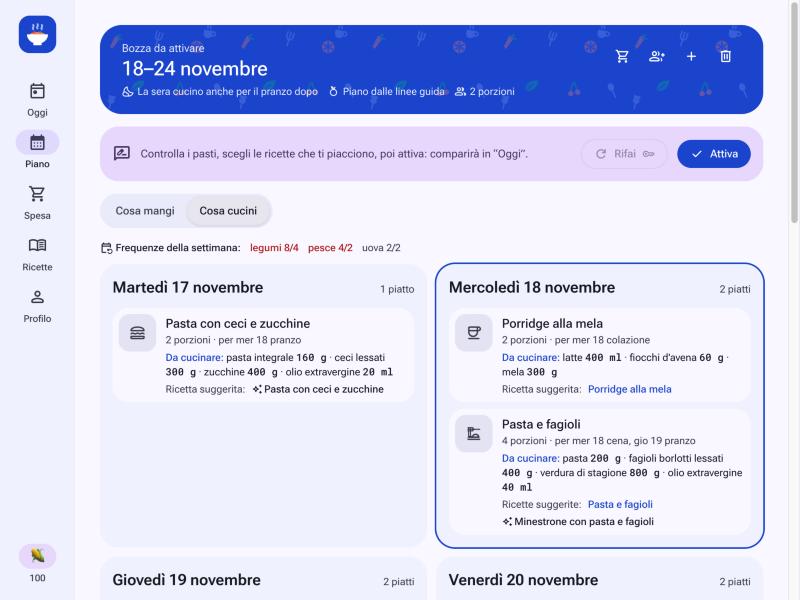 Bozza da attivare
18–24 novembre
La sera cucino anche per il pranzo dopo
Piano dalle linee guida
2 porzioni
Oggi
Piano
Spesa
Ricette
Profilo
100
Controlla i pasti, scegli le ricette che ti piacciono, poi attiva: comparirà in “Oggi”.
Rifai
Attiva
Cosa mangi
Cosa cucini
Frequenze della settimana: legumi 8/4 pesce 4/2 uova 2/2
Martedì 17 novembre
1 piatto
Pasta con ceci e zucchine
2 porzioni · per mer 18 pranzo
Da cucinare: pasta integrale 160 g · ceci lessati
300 g · zucchine 400 g · olio extravergine 20 ml
Ricetta suggerita: Pasta con ceci e zucchine
Mercoledì 18 novembre
2 piatti
Porridge alla mela
2 porzioni · per mer 18 colazione
Da cucinare: latte 400 ml · fiocchi d'avena 60 g ·
mela 300 g
Ricetta suggerita: Porridge alla mela
Pasta e fagioli
4 porzioni · per mer 18 cena, gio 19 pranzo
Da cucinare: pasta 200 g · fagioli borlotti lessati
400 g · verdura di stagione 800 g · olio extravergine
40 ml
Ricette suggerite: Pasta e fagioli
Minestrone con pasta e fagioli
Giovedì 19 novembre
2 piatti
Venerdì 20 novembre
2 piatti